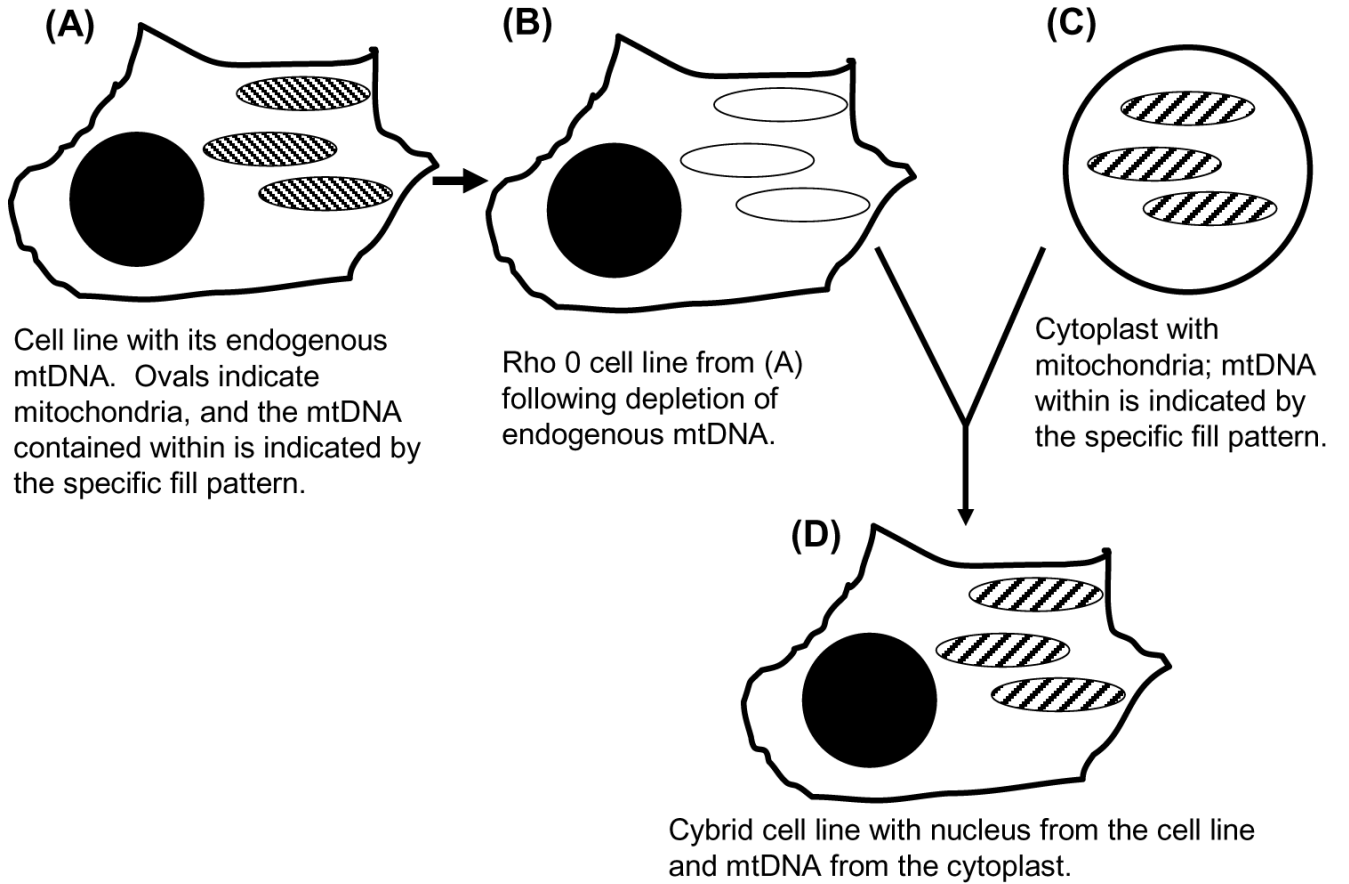 (A)
Cell line with its endogenous
mtDNA.  Ovals indicate
mitochondria, and the mtDNA
contained within is indicated by
the specific fill pattern.
(B)
Rho 0 cell line from (A)
following depletion of
endogenous mtDNA.
(C)
Cytoplast with
mitochondria; mtDNA
within is indicated by
the specific fill pattern.
(D)
Cybrid cell line with nucleus from the cell line
and mtDNA from the cytoplast.